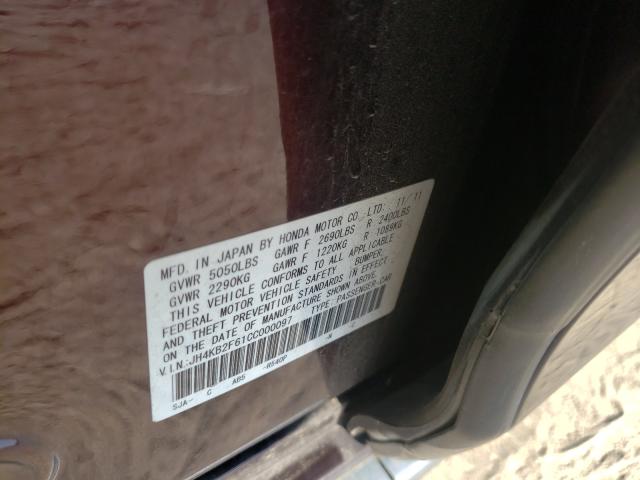 MFD. IN JAPAN BY HONDA MOTOR CO., LTD. 11/11
GVWR 5050LBS GAWR F 2690LBS R 2400LBS
GVWR 2290KG GAWR F 1220KG R 1089KG
THIS VEHICLE CONFORMS TO ALL APPLICABLE
FEDERAL MOTOR VEHICLE SAFETY BUMPER,
AND THEFT PREVENTION STANDARDS IN EFFECT
ON THE DATE OF MANUFACTURE SHOWN ABOVE.
V.I.N.:JH4KB2F61CC000097 TYPE:PASSENGER-CAR
SJA- G AB5 -R540P -N -C